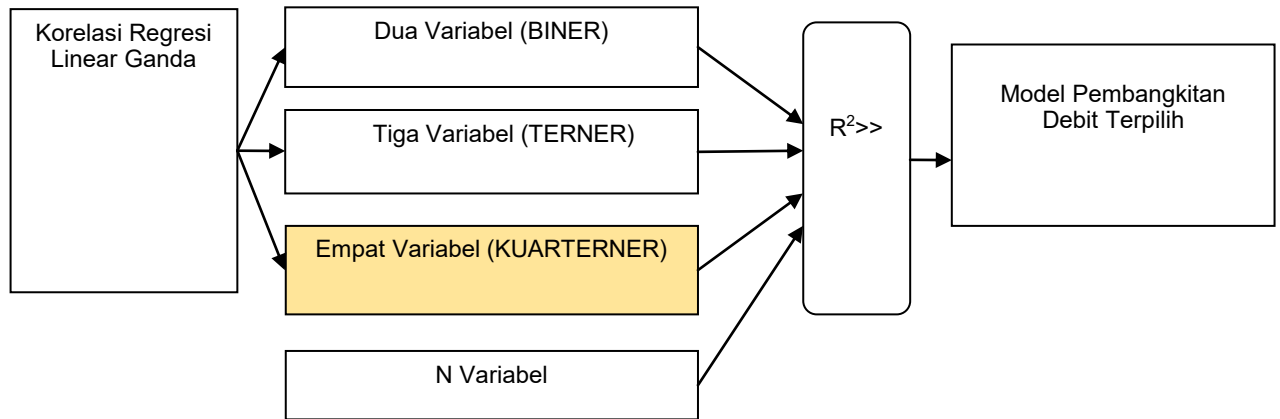 Korelasi Regresi
Linear Ganda
Dua Variabel (BINER)
Tiga Variabel (TERNER)
Empat Variabel (KUARTERNER)
N Variabel
R²>>
Model Pembangkitan
Debit Terpilih